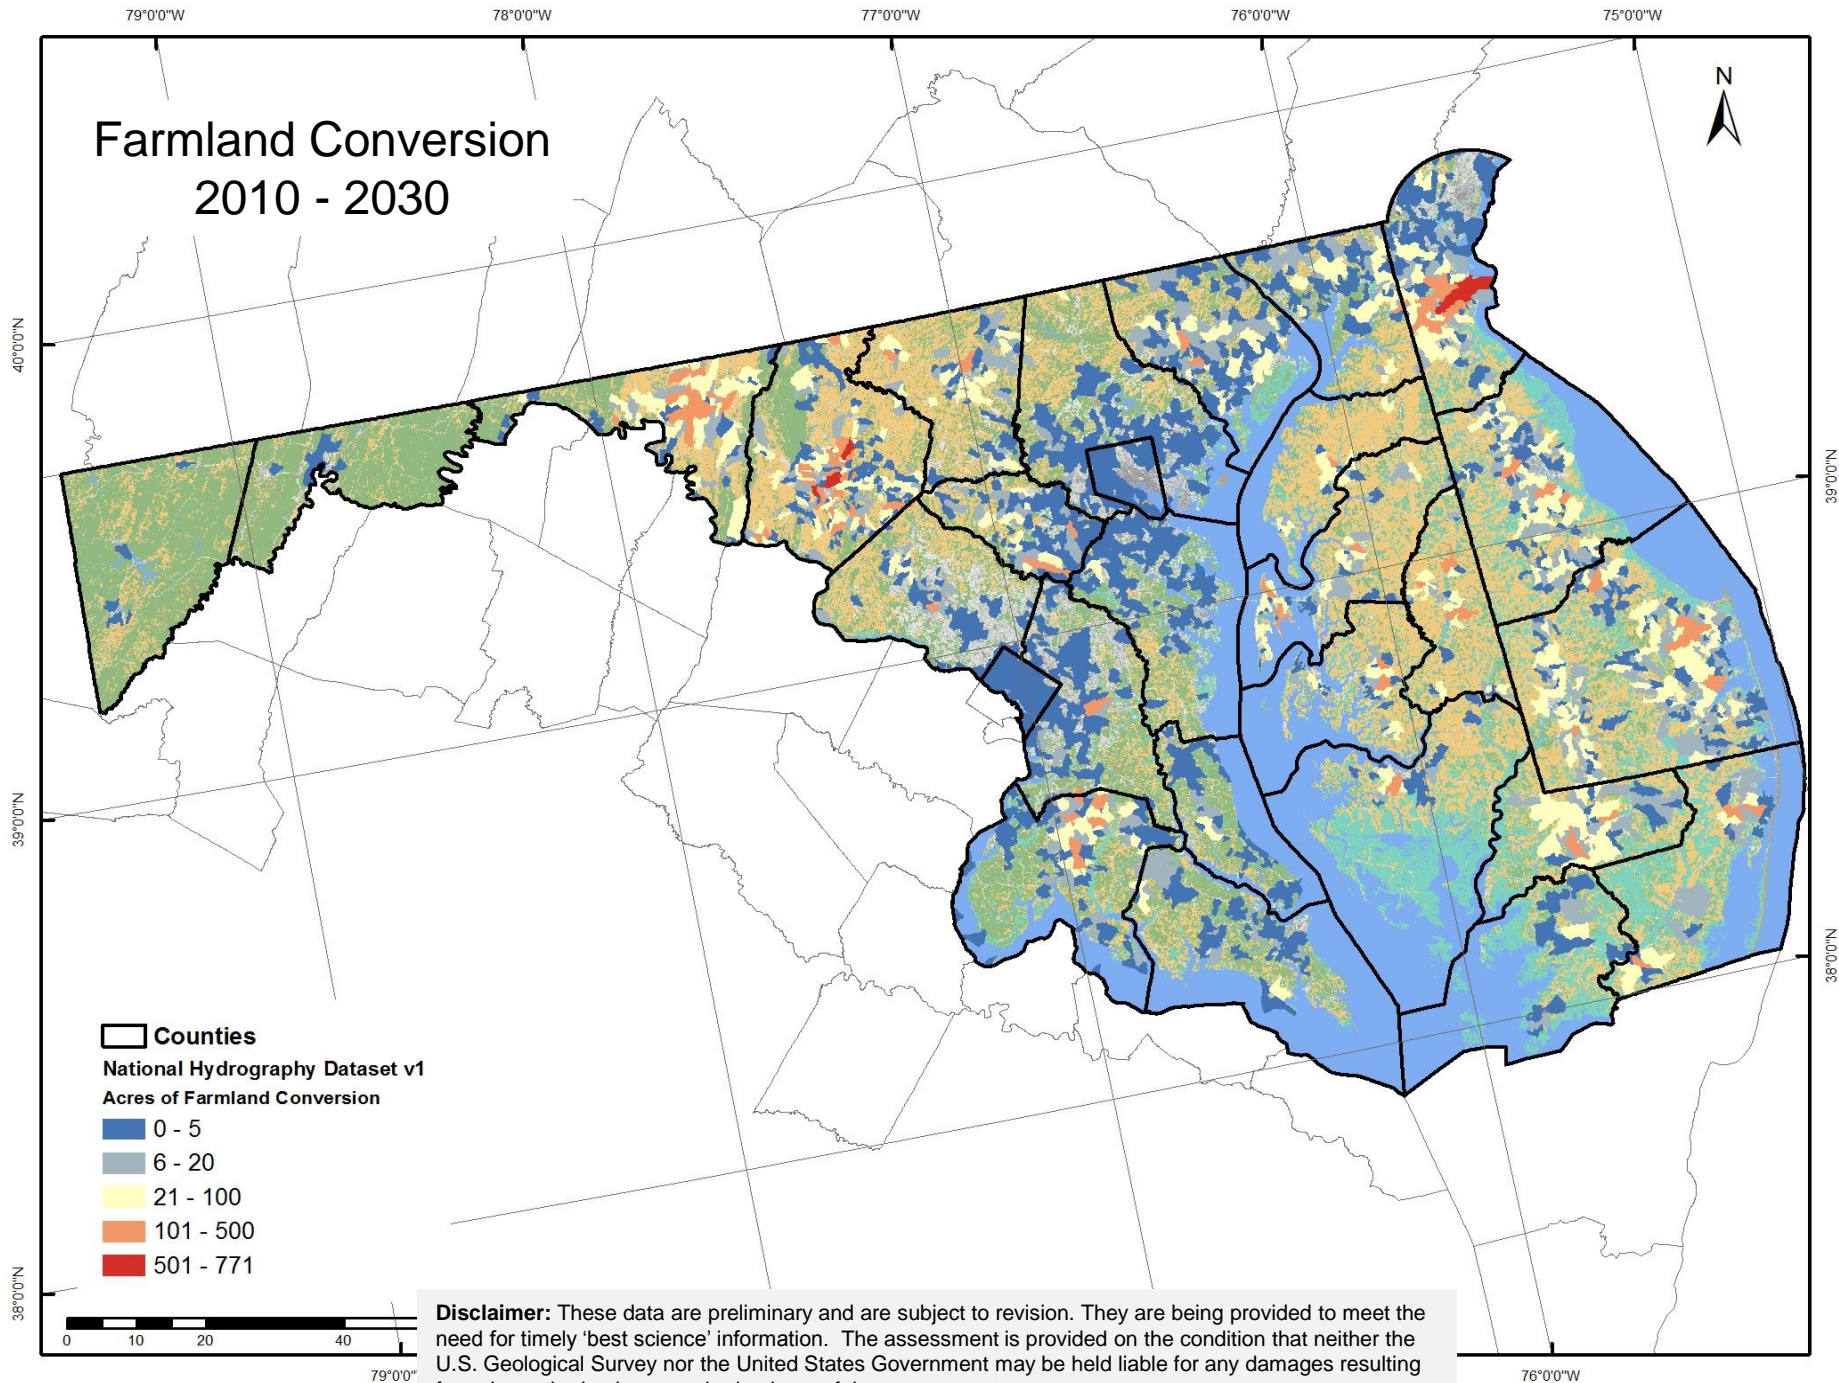 79°0'0"W 78°0'0"W 77°0'0"W 76°0'0"W 75°0'0"W
N
Farmland Conversion
2010 - 2030
40°0'0"N
39°0'0"N
39°0'0"N
38°0'0"N
38°0'0"N
Counties
National Hydrography Dataset v1
Acres of Farmland Conversion
0 - 5
6 - 20
21 - 100
101 - 500
501 - 771
0 10 20 40
Disclaimer: These data are preliminary and are subject to revision. They are being provided to meet the
need for timely ‘best science’ information. The assessment is provided on the condition that neither the
U.S. Geological Survey nor the United States Government may be held liable for any damages resulting
79°0'0" 76°0'0"W